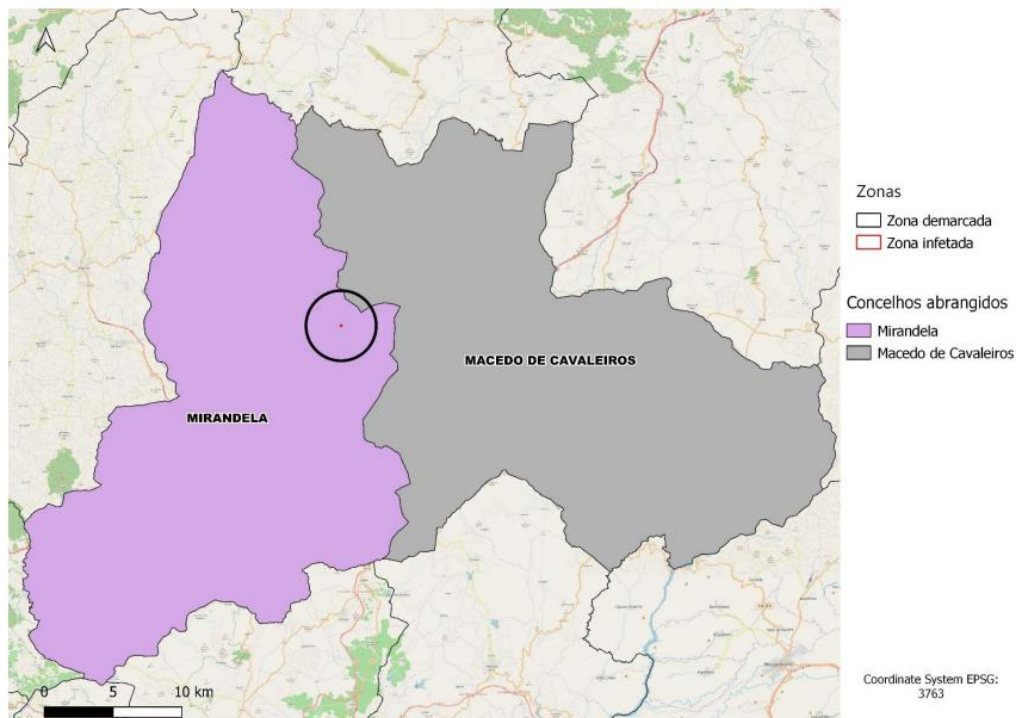 Zonas
Zona demarcada
Zona infetada
Concelhos abrangidos
Mirandela
Macedo de Cavaleiros
MACEDO DE CAVALEIROS
MIRANDELA
0 5 10 km
Coordinate System EPSG:
3763